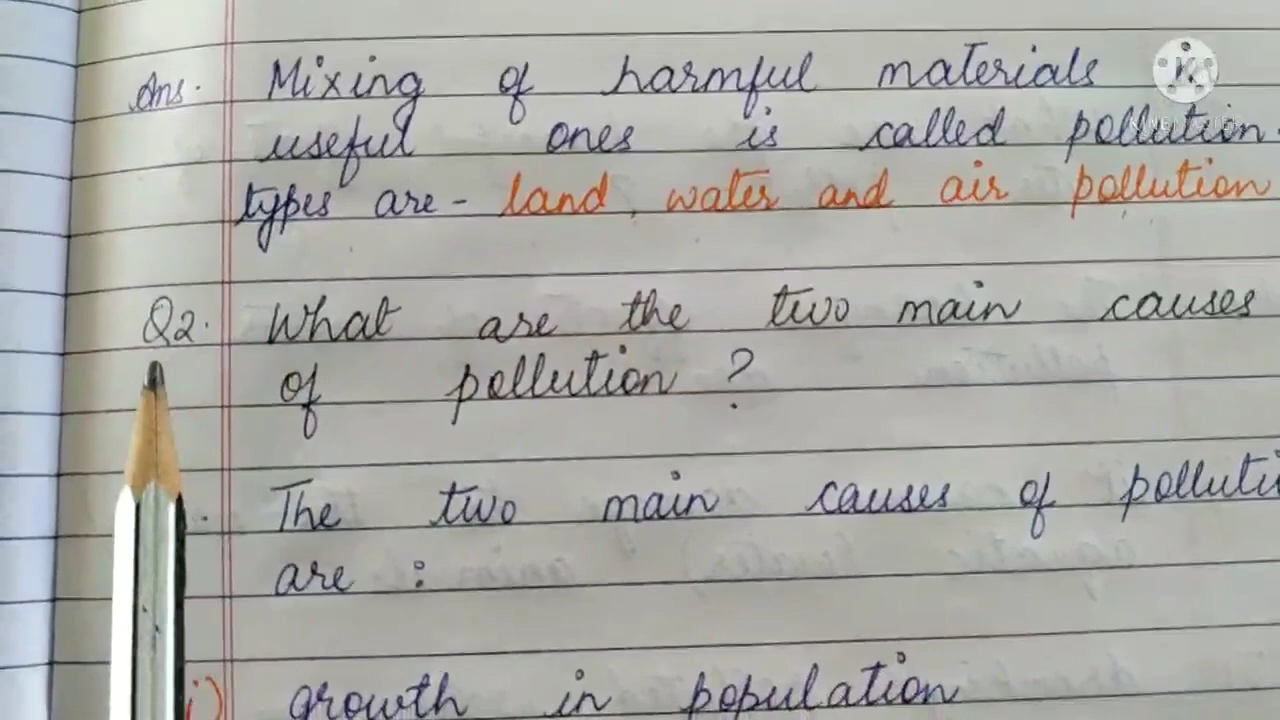 Ans. Mixing of harmful materials
useful ones is called pollution.
types are - land, water and air pollution
Q2. What are the two main causes
of pollution ?
The two main causes of polluti
are :
i) growth in population